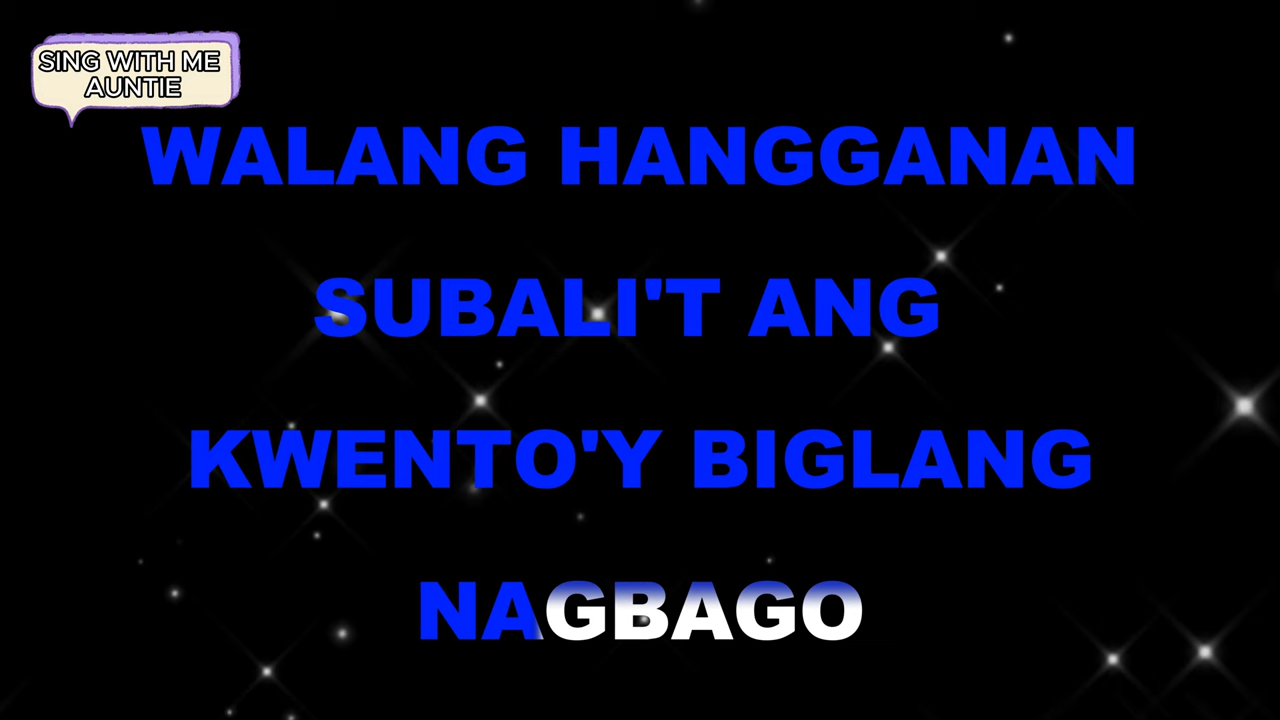 SING WITH ME
AUNTIE
WALANG HANGGANAN
SUBALI'T ANG
KWENTO'Y BIGLANG
NAGBAGO